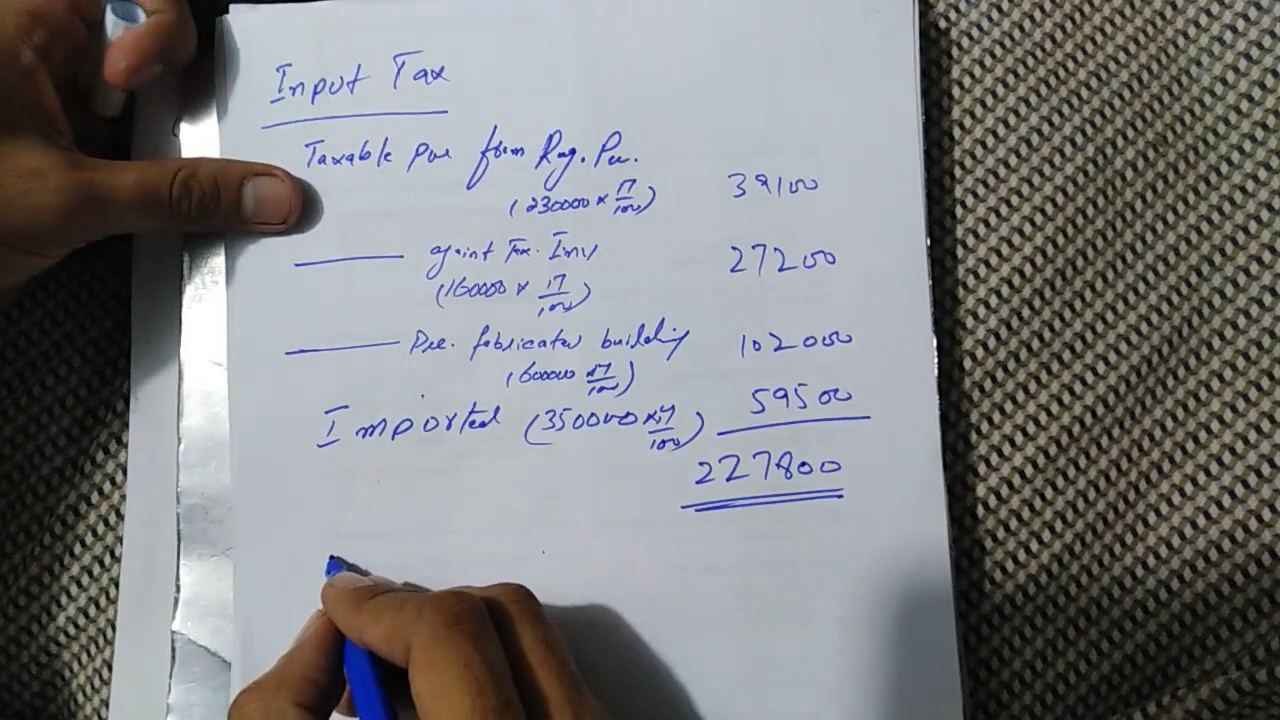 Input Tax
Taxable pur from Reg. Per.
(230000 × 17/100) 39100
againt Tax. Inv 27200
(160000 × 17/100)
Pre. fabricated building 102000
(600000 × 17/100)
Imported (350000 × 17/100) 59500
227800